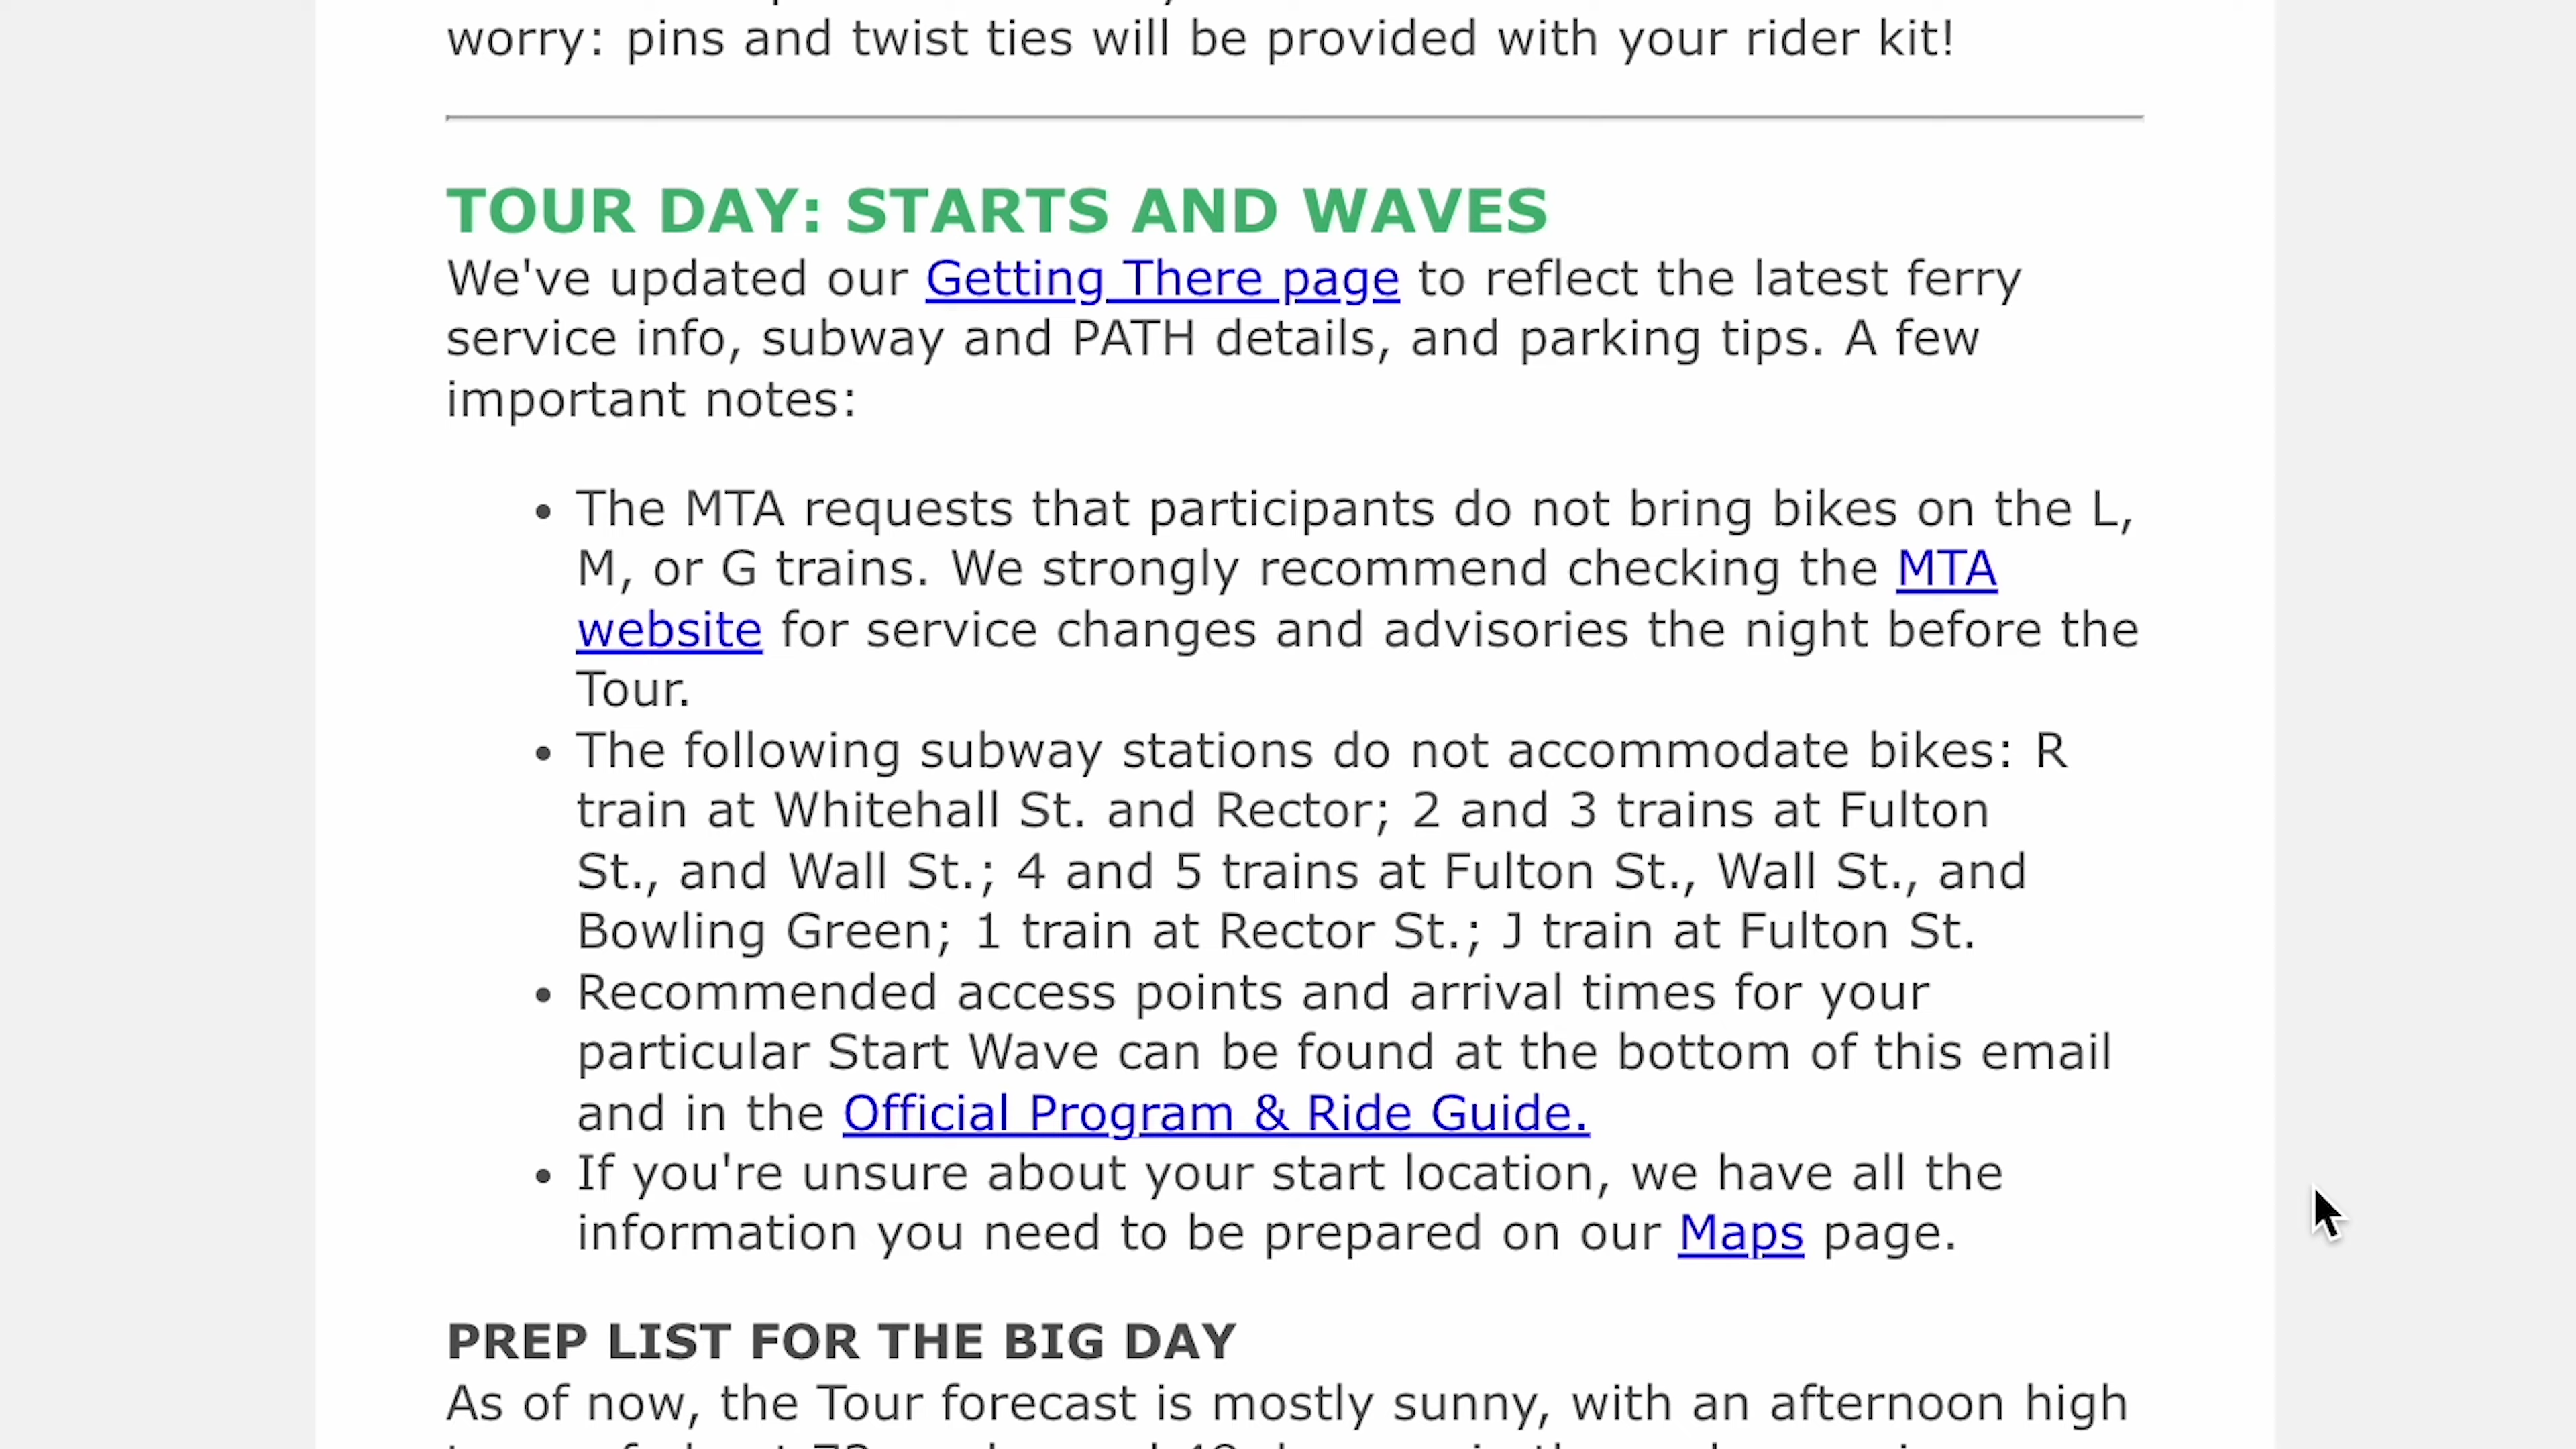 worry: pins and twist ties will be provided with your rider kit!
TOUR DAY: STARTS AND WAVES
We've updated our Getting There page to reflect the latest ferry
service info, subway and PATH details, and parking tips. A few
important notes:
• The MTA requests that participants do not bring bikes on the L,
M, or G trains. We strongly recommend checking the MTA
website for service changes and advisories the night before the
Tour.
• The following subway stations do not accommodate bikes: R
train at Whitehall St. and Rector; 2 and 3 trains at Fulton
St., and Wall St.; 4 and 5 trains at Fulton St., Wall St., and
Bowling Green; 1 train at Rector St.; J train at Fulton St.
• Recommended access points and arrival times for your
particular Start Wave can be found at the bottom of this email
and in the Official Program & Ride Guide.
• If you're unsure about your start location, we have all the
information you need to be prepared on our Maps page.
PREP LIST FOR THE BIG DAY
As of now, the Tour forecast is mostly sunny, with an afternoon high